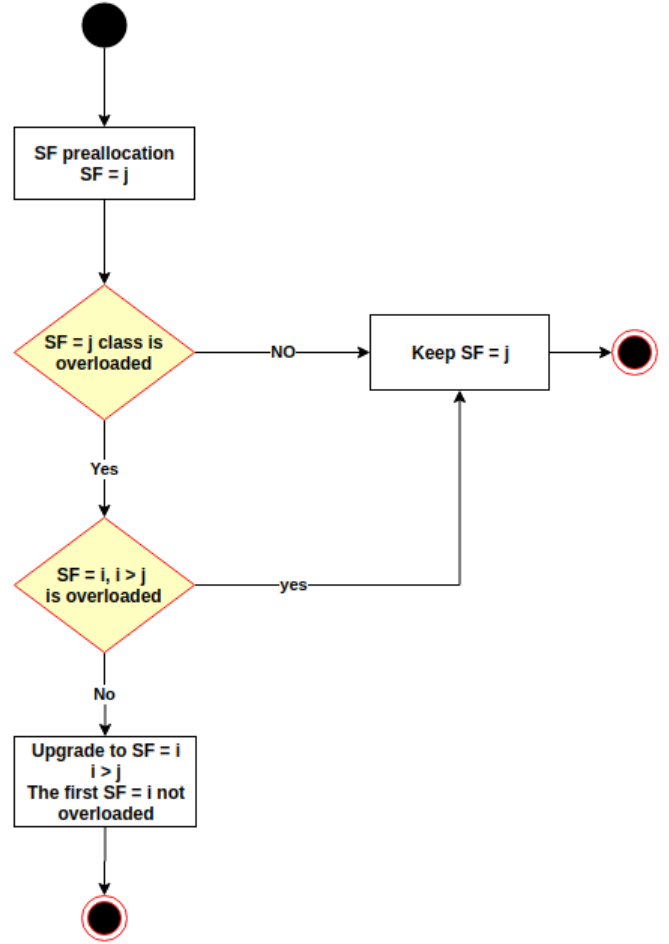 SF preallocation
SF = j
SF = j class is
overloaded
NO
Keep SF = j
Yes
SF = i, i > j
is overloaded
yes
No
Upgrade to SF = i
i > j
The first SF = i not
overloaded